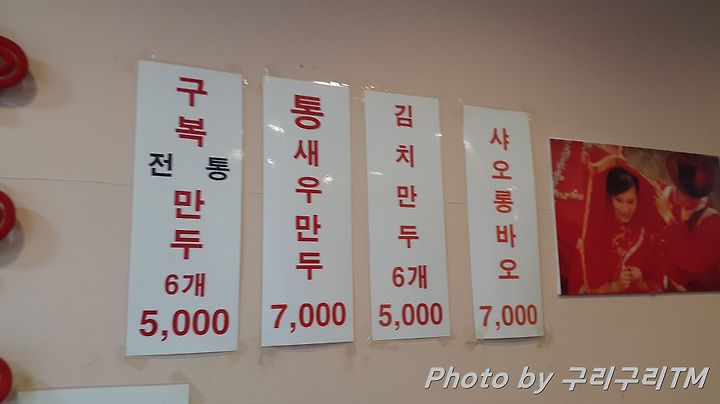 구복
전통
만두
6개
5,000
통새우만두
7,000
김치만두
6개
5,000
샤오롱바오
7,000
Photo by 구리구리TM